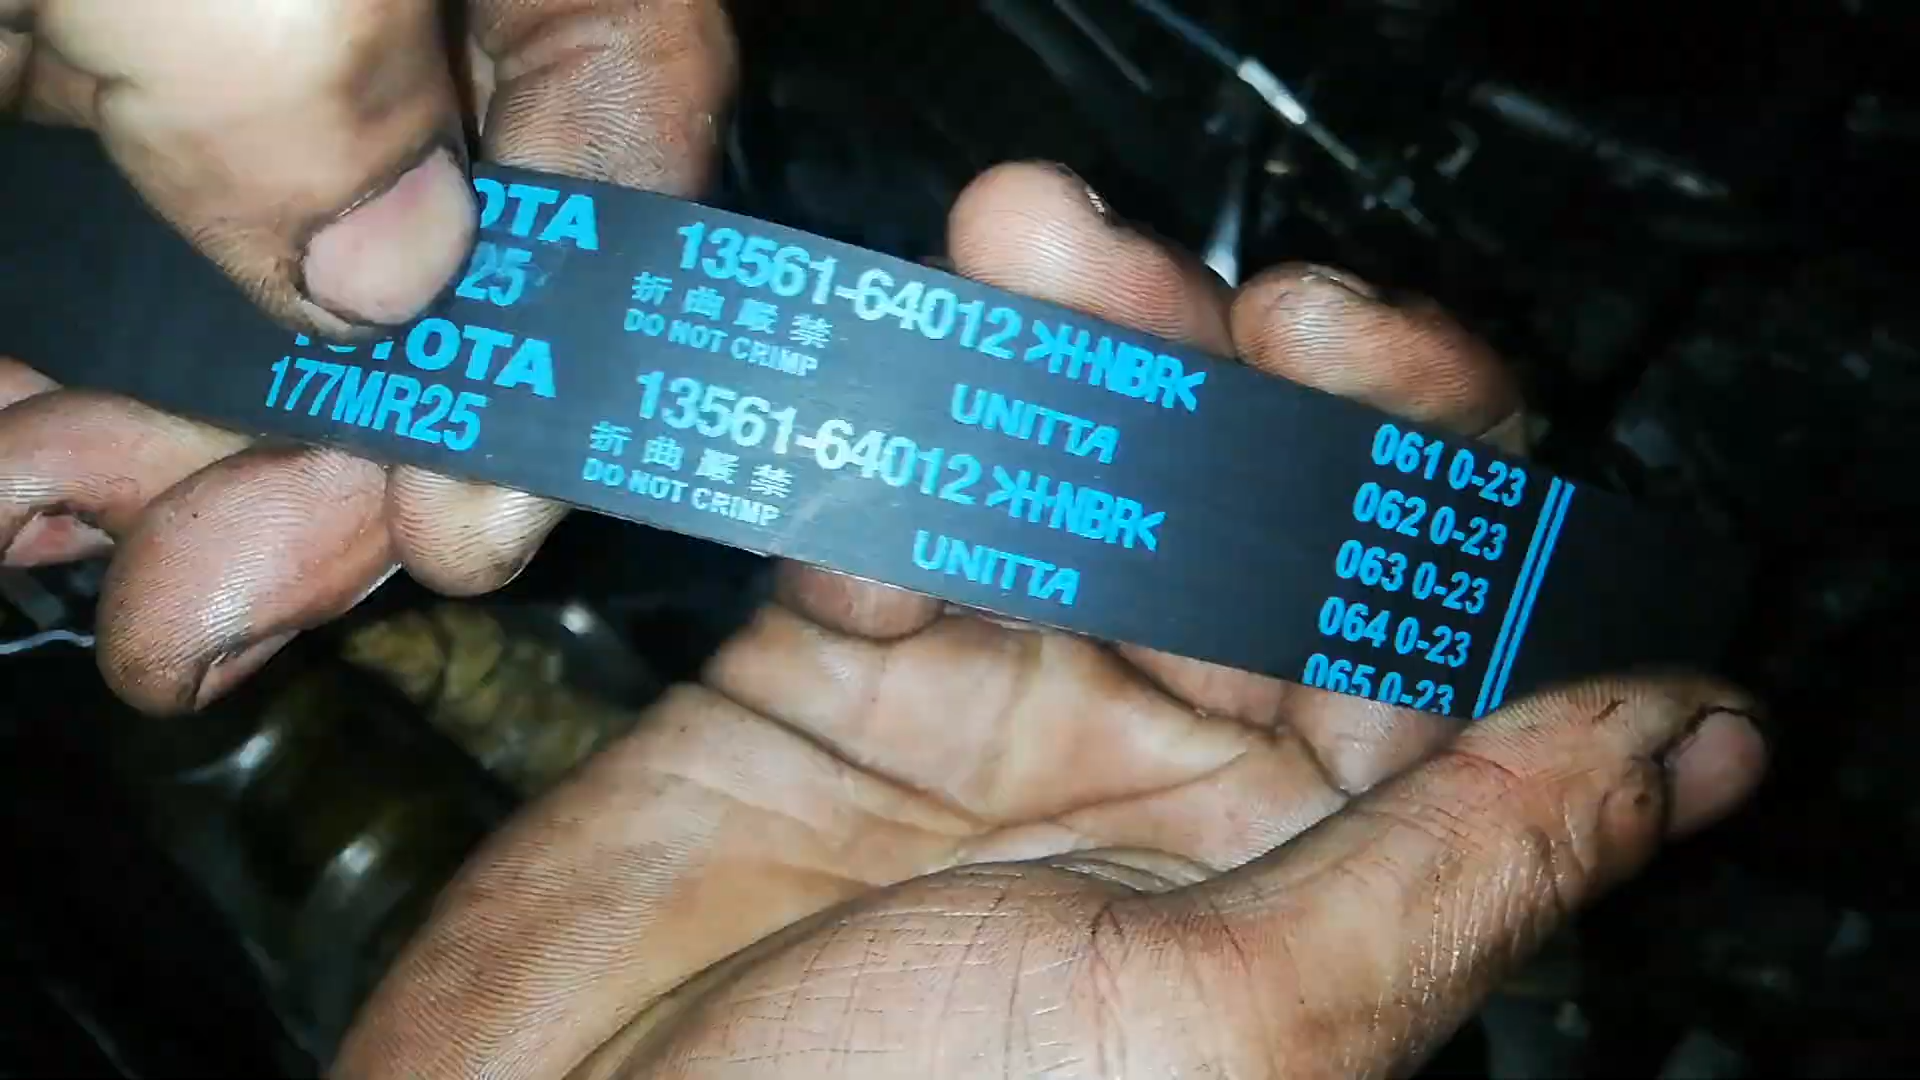 OTA 13561-64012 >H-NBR<
25 折曲厳禁
DO NOT CRIMP
UNITTA
TOYOTA 13561-64012 >H-NBR<
177MR25 折曲厳禁
DO NOT CRIMP
UNITTA
061 0-23
062 0-23
063 0-23
064 0-23
065 0-23